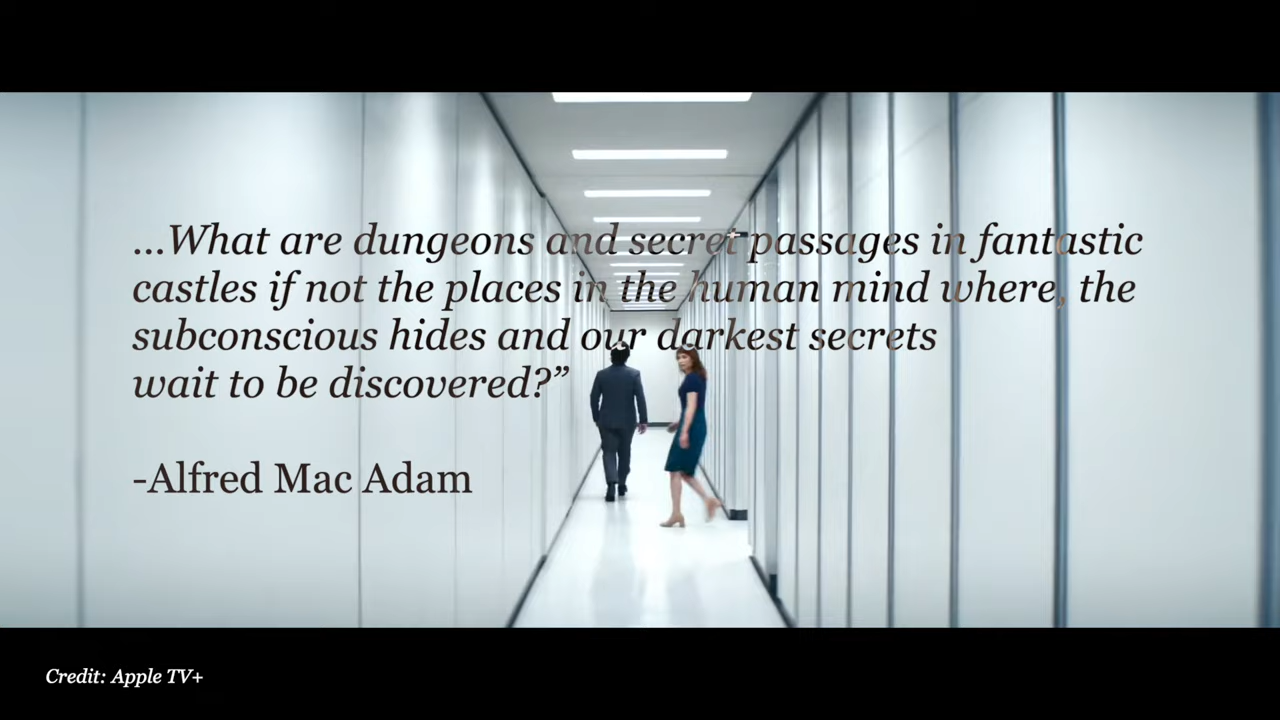 ...What are dungeons and secret passages in fantastic
castles if not the places in the human mind where, the
subconscious hides and our darkest secrets
wait to be discovered?”
-Alfred Mac Adam
Credit: Apple TV+